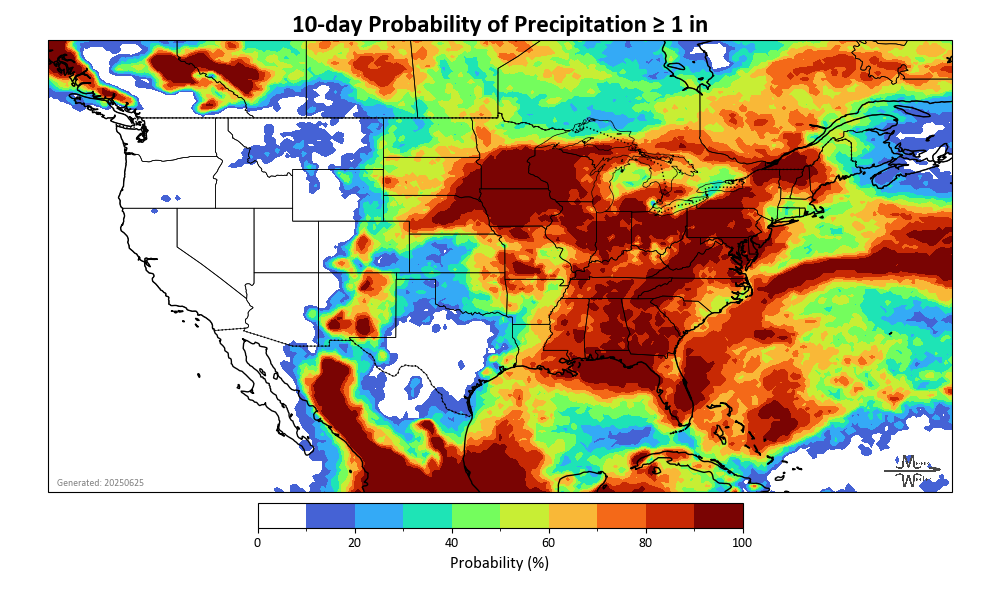 10-day Probability of Precipitation ≥ 1 in
Generated: 20250625
0 20 40 60 80 100
Probability (%)